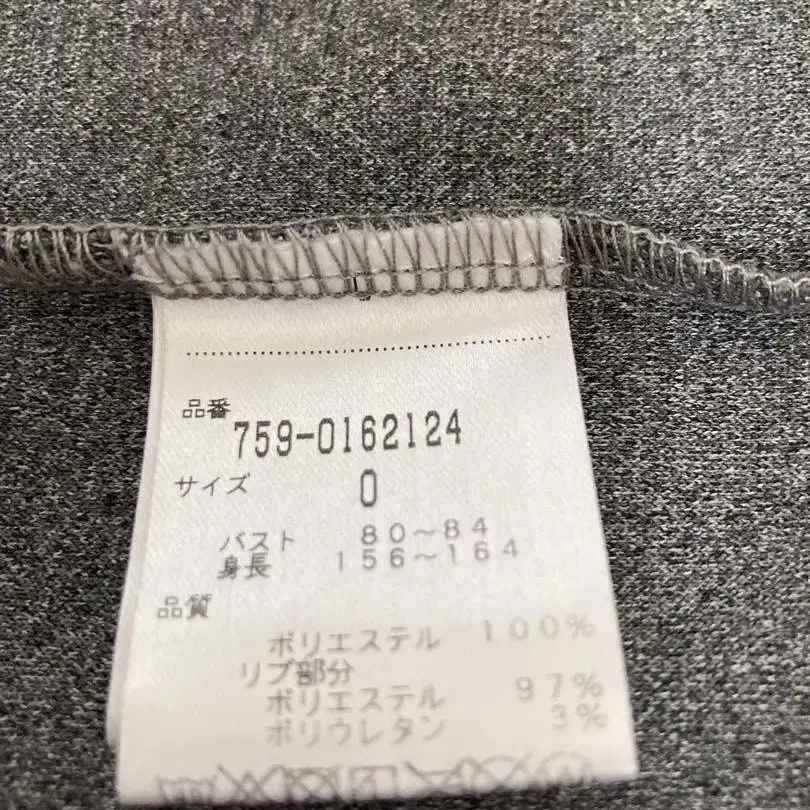 品番
759-0162124
サイズ 0
バスト 80~84
身長 156~164
品質
ポリエステル 100%
リブ部分
ポリエステル 97%
ポリウレタン 3%